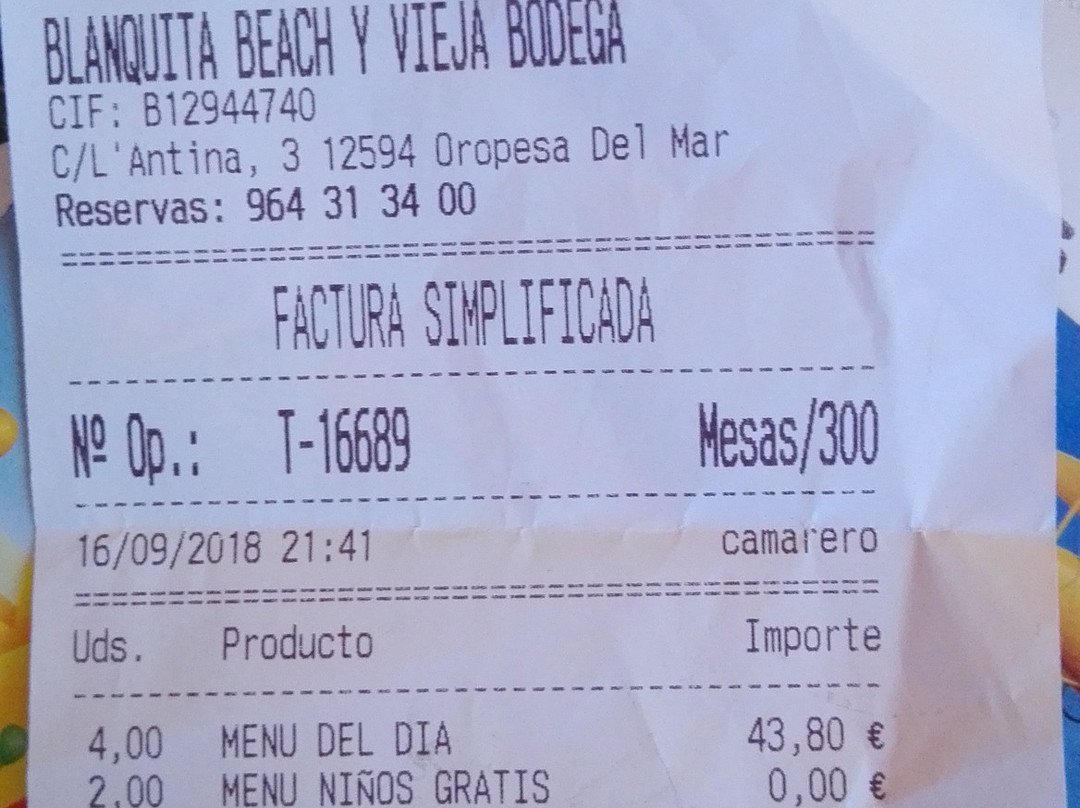 BLANQUITA BEACH Y VIEJA BODEGA
CIF: B12944740
C/L'Antina, 3 12594 Oropesa Del Mar
Reservas: 964 31 34 00
FACTURA SIMPLIFICADA
Nº Op.: T-16689 Mesas/300
16/09/2018 21:41 camarero
Uds. Producto Importe
4,00 MENU DEL DIA 43,80 €
2,00 MENU NIÑOS GRATIS 0,00 €